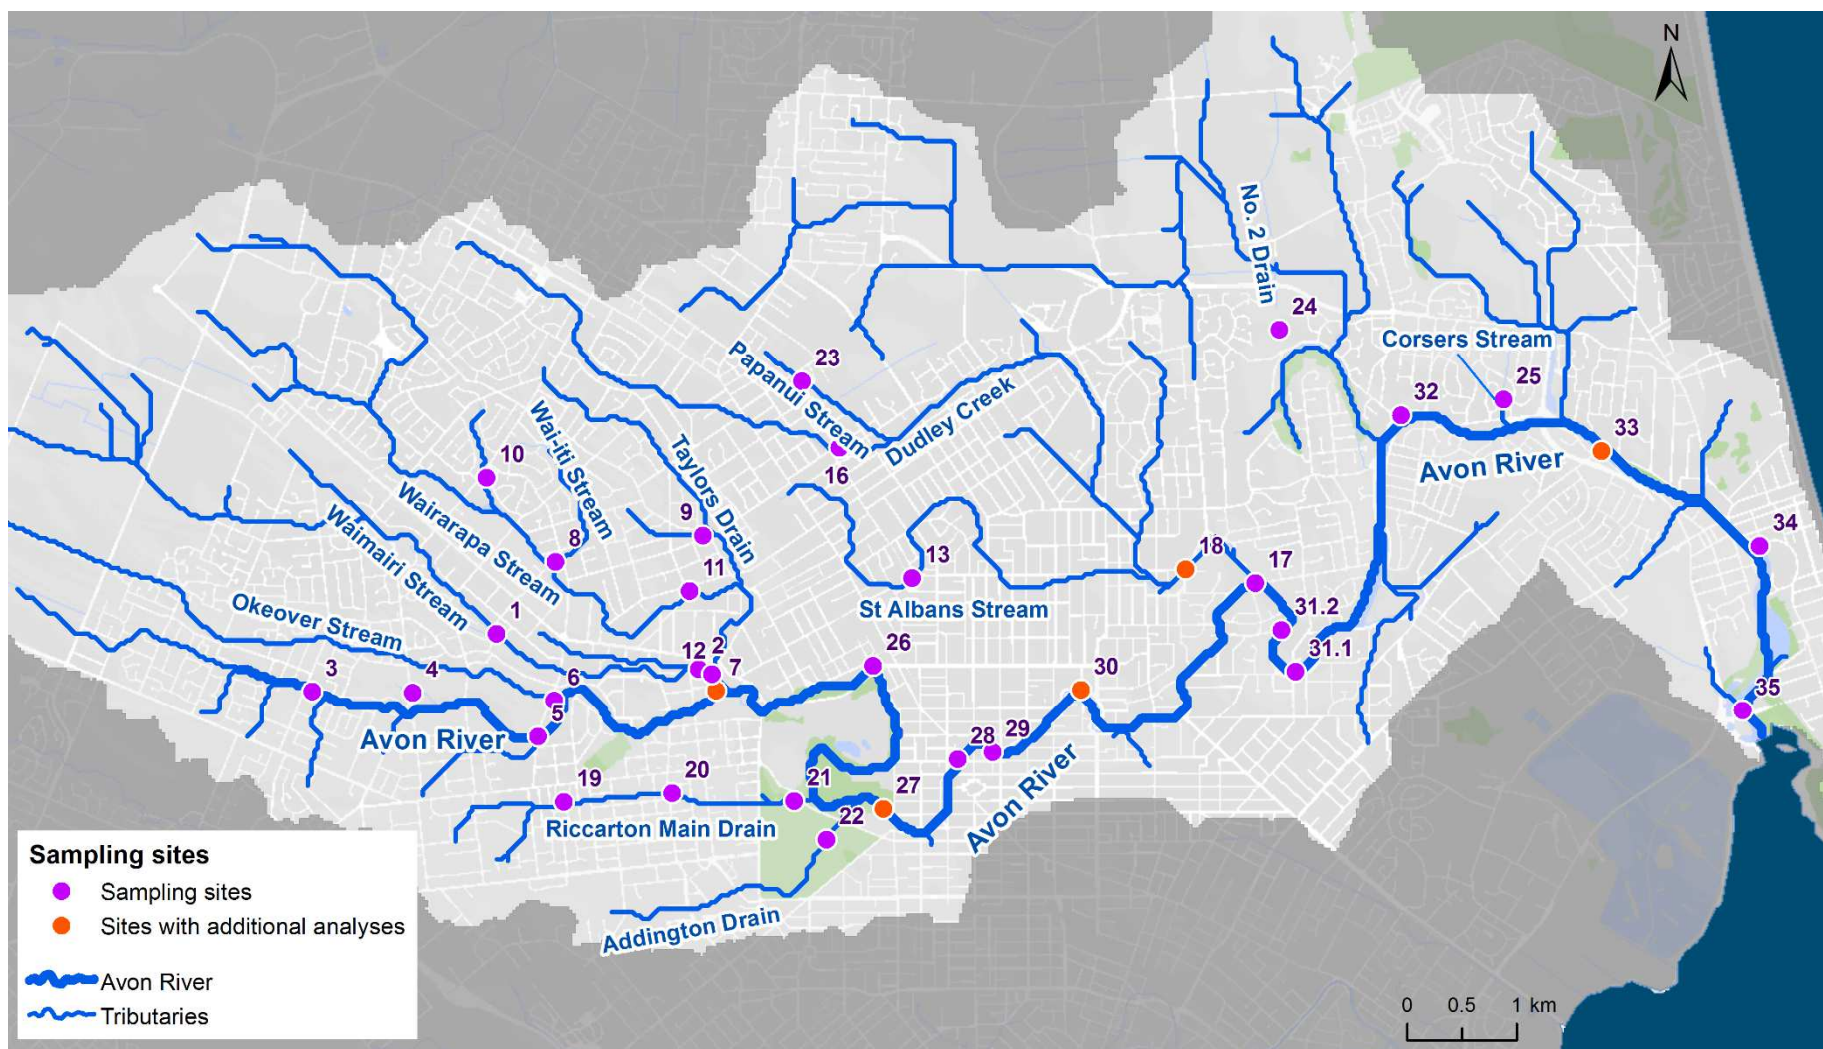 N
No. 2 Drain
24
Corsers Stream
23
25
32
Papanui Stream
Dudley Creek
33
Avon River
Wai-iti Stream
Taylors Drain
10
16
9
Wairarapa Stream
8
18
34
13
17
Waimairi Stream
11
St Albans Stream
31.2
Okeover Stream
1
26
31.1
12
2
3
4
6
7
30
35
5
Avon River
28
29
19
20
21
27
22
Avon River
Riccarton Main Drain
Addington Drain
Sampling sites
Sampling sites
Sites with additional analyses
Avon River
Tributaries
0 0.5 1 km